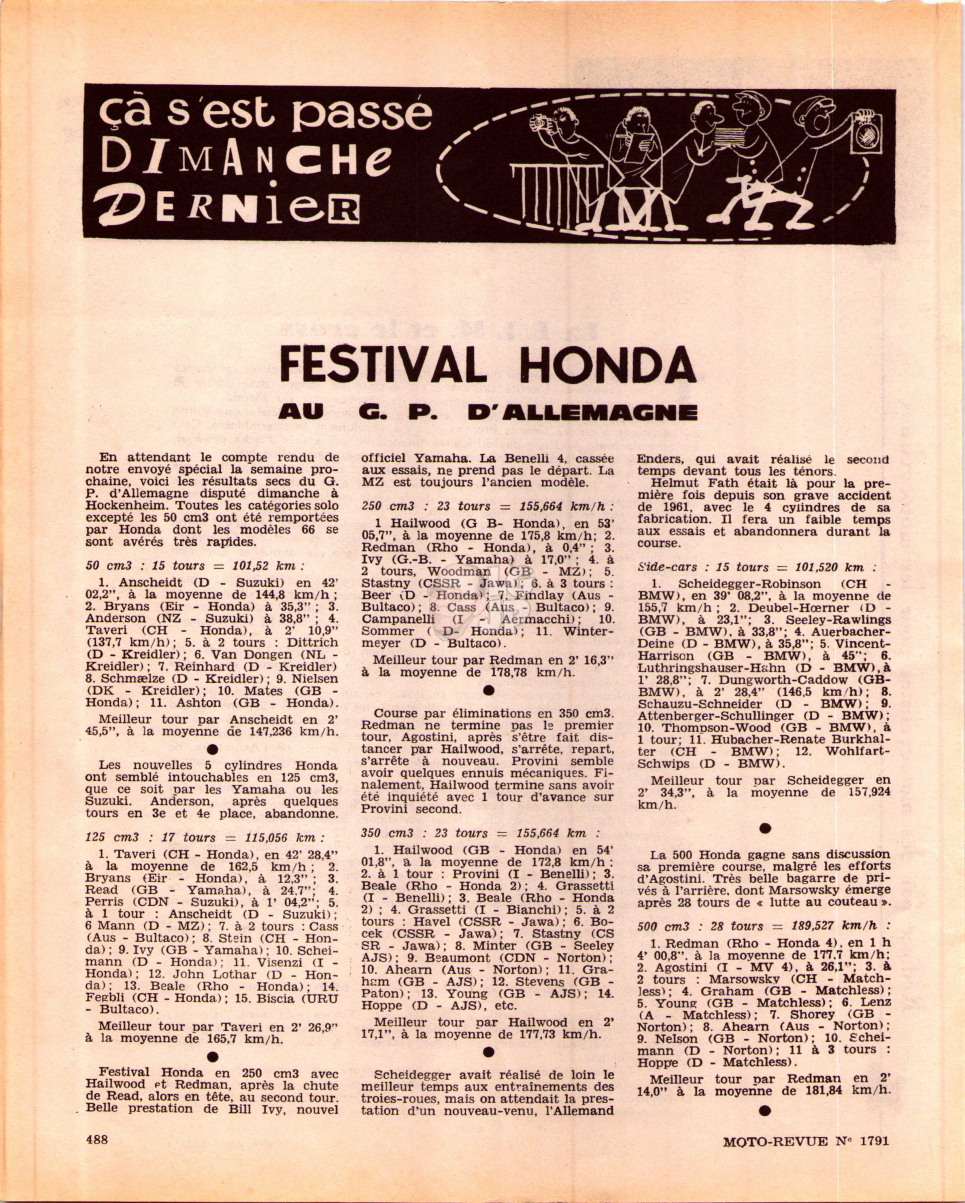 çà s'est passé
DIMANCHE
DERNIER
FESTIVAL HONDA
AU G. P. D'ALLEMAGNE
En attendant le compte rendu de
notre envoyé spécial la semaine pro-
chaine, voici les résultats secs du G.
P. d'Allemagne disputé dimanche à
Hockenheim. Toutes les catégories solo
excepté les 50 cm3 ont été remportées
par Honda dont les modèles 66 se
sont avérés très rapides.
50 cm3 : 15 tours = 101,52 km :
1. Anscheidt (D - Suzuki) en 42'
02,2", à la moyenne de 144,8 km/h ;
2. Bryans (Eir - Honda) à 35,3" ; 3.
Anderson (NZ - Suzuki) à 38,8" ; 4.
Taveri (CH - Honda), à 2' 10,9"
(137,7 km/h) ; 5. à 2 tours : Dittrich
(D - Kreidler) ; 6. Van Dongen (NL -
Kreidler) ; 7. Reinhard (D - Kreidler)
8. Schmælze (D - Kreidler) ; 9. Nielsen
(DK - Kreidler) ; 10. Mates (GB -
Honda) ; 11. Ashton (GB - Honda).
Meilleur tour par Anscheidt en 2'
45,5", à la moyenne de 147,236 km/h.
Les nouvelles 5 cylindres Honda
ont semblé intouchables en 125 cm3,
que ce soit par les Yamaha ou les
Suzuki. Anderson, après quelques
tours en 3e et 4e place, abandonne.
125 cm3 : 17 tours = 115,056 km :
1. Taveri (CH - Honda), en 42' 28,4"
à la moyenne de 162,5 km/h ; 2.
Bryans (Eir - Honda), à 12,3" ; 3.
Read (GB - Yamaha), à 24,7" ; 4.
Perris (CDN - Suzuki), à 1' 04,2" ; 5.
à 1 tour : Anscheidt (D - Suzuki) ;
6 Mann (D - MZ) ; 7. à 2 tours : Cass
(Aus - Bultaco) ; 8. Stein (CH - Hon-
da) ; 9. Ivy (GB - Yamaha) ; 10. Schei-
mann (D - Honda) ; 11. Visenzi (I -
Honda) ; 12. John Lothar (D - Hon-
da) ; 13. Beale (Rho - Honda) ; 14.
Fegbli (CH - Honda) ; 15. Biscia (URU
- Bultaco).
Meilleur tour par Taveri en 2' 26,9"
à la moyenne de 165,7 km/h.
Festival Honda en 250 cm3 avec
Hailwood et Redman, après la chute
de Read, alors en tête, au second tour.
Belle prestation de Bill Ivy, nouvel
officiel Yamaha. La Benelli 4, cassée
aux essais, ne prend pas le départ. La
MZ est toujours l'ancien modèle.
250 cm3 : 23 tours = 155,664 km/h :
1 Hailwood (G B- Honda), en 53'
05,7", à la moyenne de 175,8 km/h; 2.
Redman (Rho - Honda), à 0,4" ; 3.
Ivy (G.-B. - Yamaha) à 17,0" ; 4. à
2 tours, Woodman (GB - MZ) ; 5.
Stastny (CSSR - Jawa) ; 6. à 3 tours :
Beer (D - Honda) ; 7. Findlay (Aus -
Bultaco) ; 8. Cass (Aus - Bultaco) ; 9.
Campanelli (I - Aermacchi) ; 10.
Sommer ( D- Honda) ; 11. Winter-
meyer (D - Bultaco).
Meilleur tour par Redman en 2' 16,3"
à la moyenne de 178,78 km/h.
Course par éliminations en 350 cm3.
Redman ne termine pas le premier
tour, Agostini, après s'être fait dis-
tancer par Hailwood, s'arrête, repart,
s'arrête à nouveau. Provini semble
avoir quelques ennuis mécaniques. Fi-
nalement, Hailwood termine sans avoir
été inquiété avec 1 tour d'avance sur
Provini second.
350 cm3 : 23 tours = 155,664 km :
1. Hailwood (GB - Honda) en 54'
01,8", à la moyenne de 172,8 km/h :
2. à 1 tour : Provini (I - Benelli) ; 3.
Beale (Rho - Honda 2) ; 4. Grassetti
(I - Benelli) ; 3. Beale (Rho - Honda
2) ; 4. Grassetti (I - Bianchi) ; 5. à 2
tours : Havel (CSSR - Jawa) ; 6. Bo-
cek (CSSR - Jawa) ; 7. Stastny (CS
SR - Jawa) ; 8. Minter (GB - Seeley
AJS) ; 9. Beaumont (CDN - Norton) ;
10. Ahearn (Aus - Norton) ; 11. Gra-
ham (GB - AJS) ; 12. Stevens (GB -
Paton) ; 13. Young (GB - AJS) ; 14.
Hoppe (D - AJS), etc.
Meilleur tour par Hailwood en 2'
17,1", à la moyenne de 177,73 km/h.
Scheidegger avait réalisé de loin le
meilleur temps aux entraînements des
troies-roues, mais on attendait la pres-
tation d'un nouveau-venu, l'Allemand
Enders, qui avait réalisé le second
temps devant tous les ténors.
Helmut Fath était là pour la pre-
mière fois depuis son grave accident
de 1961, avec le 4 cylindres de sa
fabrication. Il fera un faible temps
aux essais et abandonnera durant la
course.
Side-cars : 15 tours = 101,520 km :
1. Scheidegger-Robinson (CH -
BMW), en 39' 08,2", à la moyenne de
155,7 km/h ; 2. Deubel-Hœrner (D -
BMW), à 23,1" ; 3. Seeley-Rawlings
(GB - BMW), à 33,8" ; 4. Auerbacher-
Deine (D - BMW), à 35,8" ; 5. Vincent-
Harrison (GB - BMW), à 45" ; 6.
Luthringshauser-Hahn (D - BMW), à
1' 28,8" ; 7. Dungworth-Caddow (GB-
BMW), à 2' 28,4" (146,5 km/h) ; 8.
Schauzu-Schneider (D - BMW) ; 9.
Attenberger-Schullinger (D - BMW) ;
10. Thompson-Wood (GB - BMW), à
1 tour ; 11. Hubacher-Renate Burkhal-
ter (CH - BMW) ; 12. Wohlfart-
Schwips (D - BMW).
Meilleur tour par Scheidegger en
2' 34,3", à la moyenne de 157,924
km/h.
La 500 Honda gagne sans discussion
sa première course, malgré les efforts
d'Agostini. Très belle bagarre de pri-
vés à l'arrière, dont Marsowsky émerge
après 28 tours de « lutte au couteau ».
500 cm3 : 28 tours = 189,527 km/h :
1. Redman (Rho - Honda 4), en 1 h
4' 00,8", à la moyenne de 177,7 km/h;
2. Agostini (I - MV 4), à 26,1" ; 3. à
2 tours : Marsowsky (CH - Match-
less) ; 4. Graham (GB - Matchless) ;
5. Young (GB - Matchless) ; 6. Lenz
(A - Matchless) ; 7. Shorey (GB -
Norton) ; 8. Ahearn (Aus - Norton) ;
9. Nelson (GB - Norton) ; 10. Schei-
mann (D - Norton) ; 11 à 3 tours :
Hoppe (D - Matchless).
Meilleur tour par Redman en 2'
14,0" à la moyenne de 181,84 km/h.
488
MOTO-REVUE N° 1791